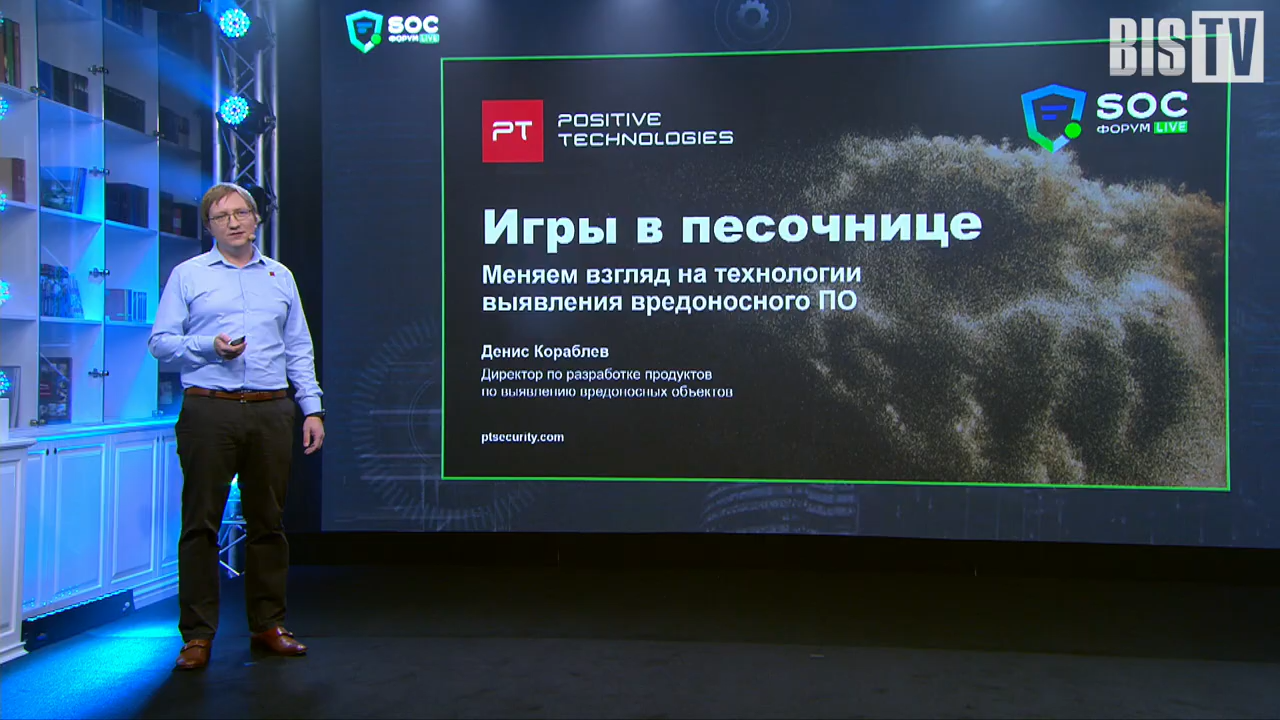 SOC
ФОРУМ LIVE
BIS TV
PT
POSITIVE
TECHNOLOGIES
SOC
ФОРУМ LIVE
Игры в песочнице
Меняем взгляд на технологии
выявления вредоносного ПО
Денис Кораблев
Директор по разработке продуктов
по выявлению вредоносных объектов
ptsecurity.com